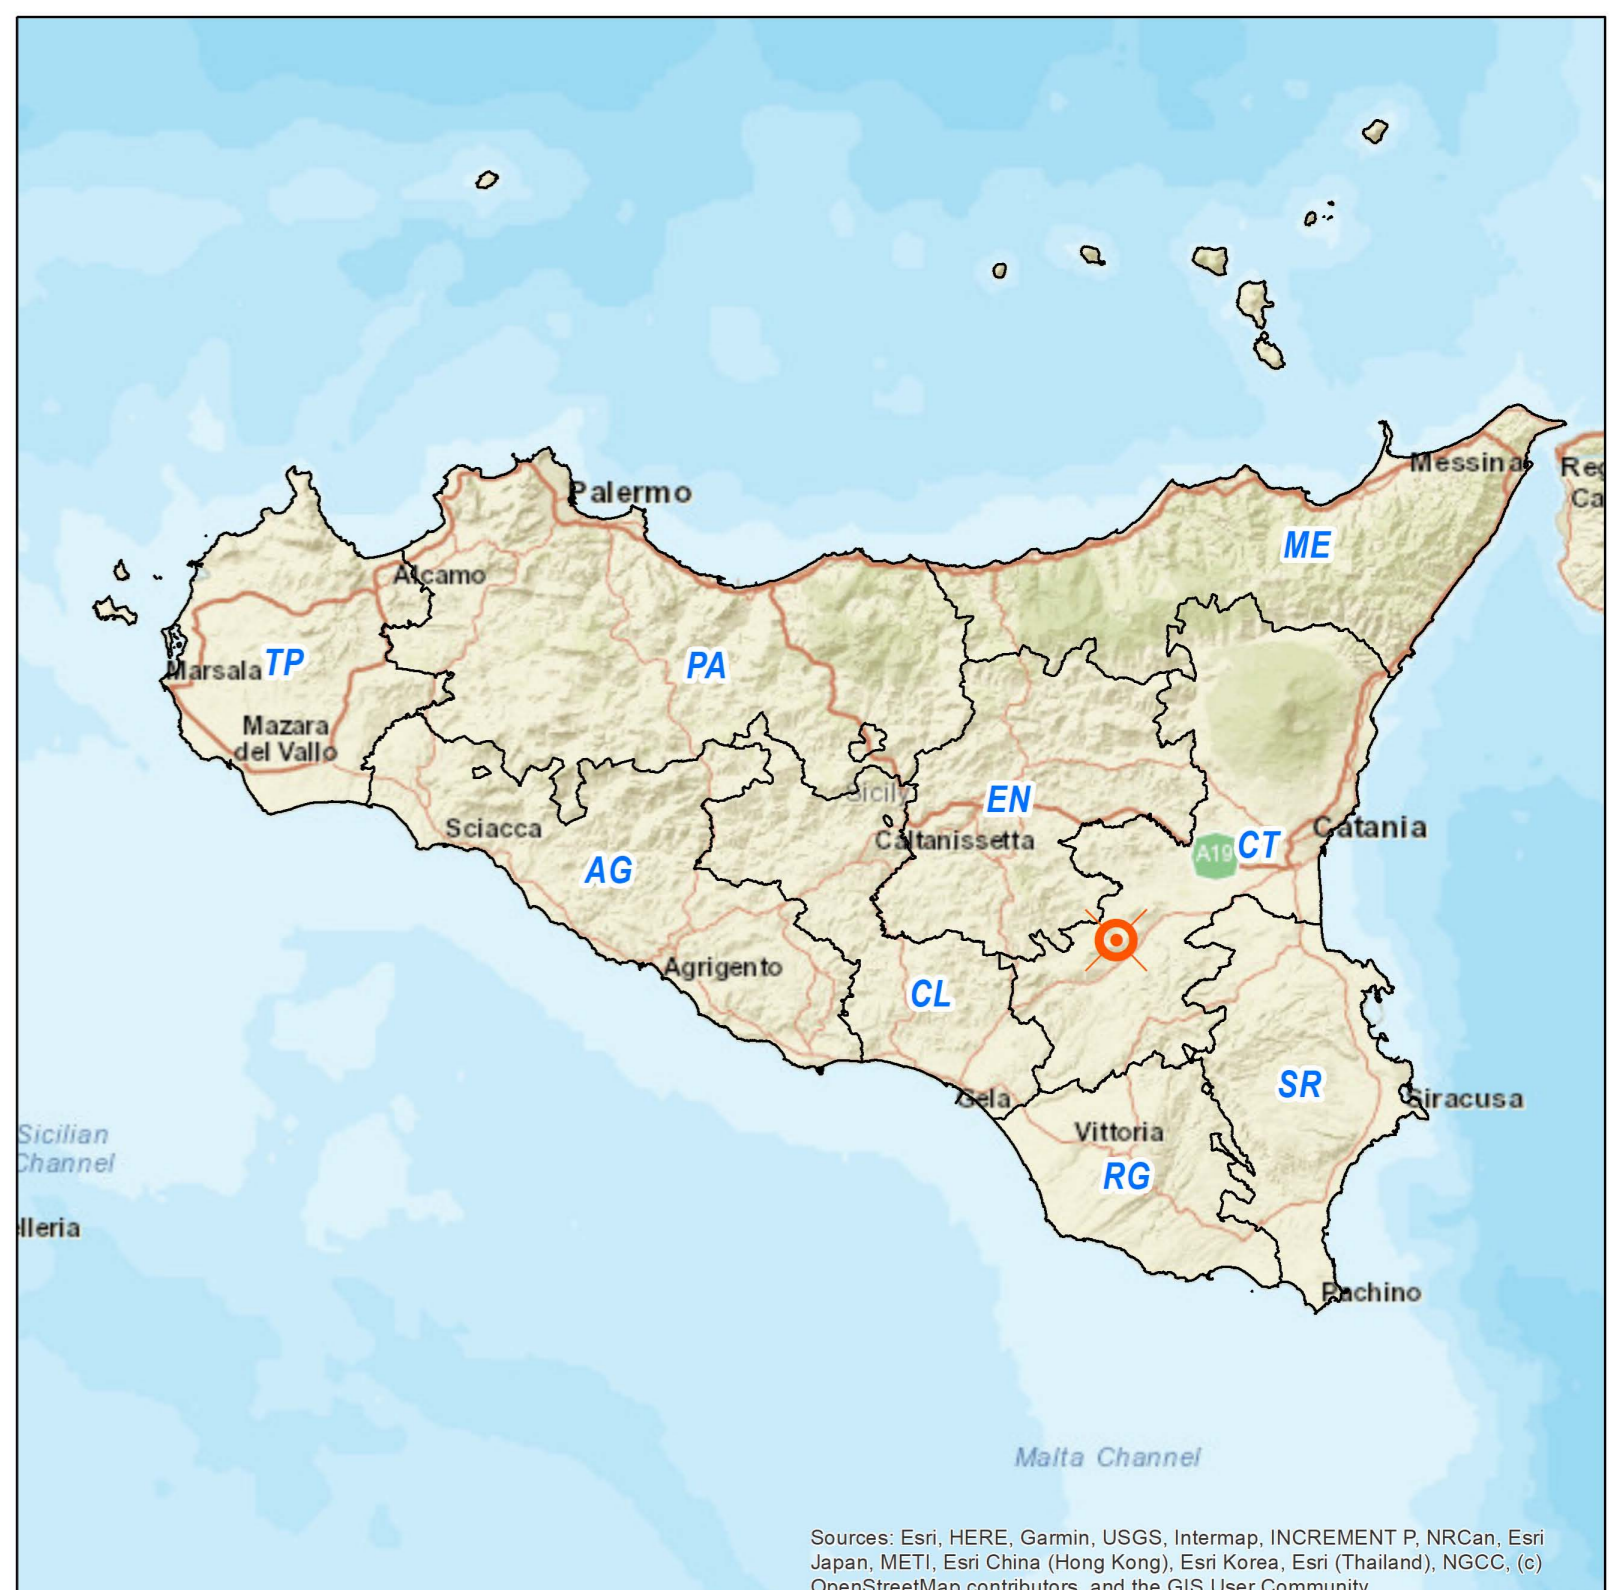 Palermo
Messina
Reg
Ca
ME
Alcamo
TP
PA
Marsala
Mazara
del Vallo
Sicily
EN
Sciacca
Caltanissetta
A19
CT
Catania
AG
Agrigento
CL
SR
Gela
Siracusa
Sicilian
Channel
Vittoria
RG
lleria
Pachino
Malta Channel
Sources: Esri, HERE, Garmin, USGS, Intermap, INCREMENT P, NRCan, Esri
Japan, METI, Esri China (Hong Kong), Esri Korea, Esri (Thailand), NGCC, (c)
OpenStreetMap contributors, and the GIS User Community